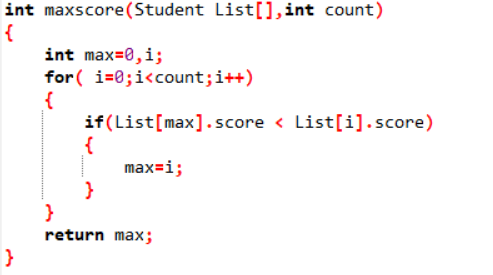 int maxscore(Student List[],int count)
{
    int max=0,i;
    for( i=0;i<count;i++)
    {
        if(List[max].score < List[i].score)
        {
            max=i;
        }
    }
    return max;
}